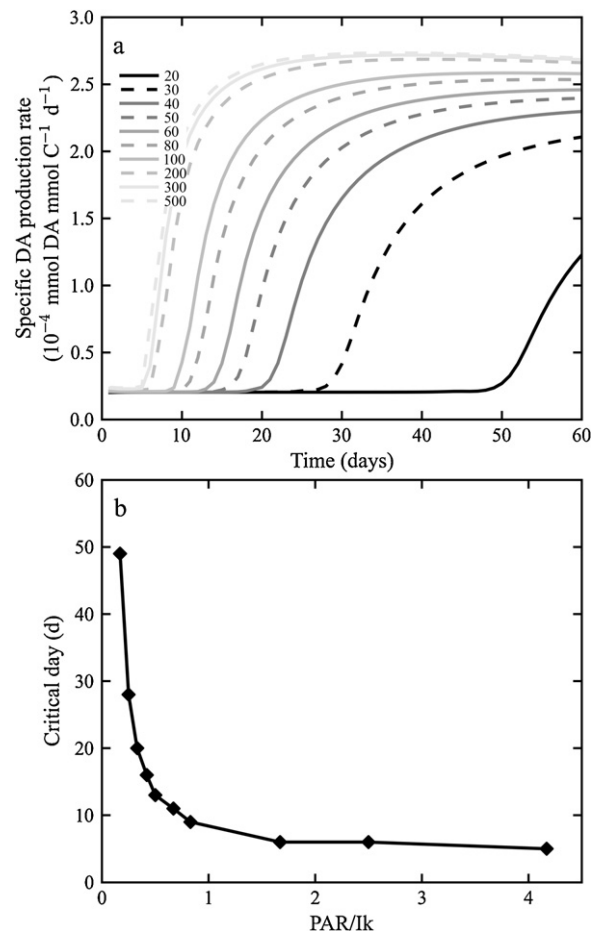 a
3.0
2.5
2.0
1.5
1.0
0.5
0.0
Specific DA production rate
(10⁻⁴ mmol DA mmol C⁻¹ d⁻¹)
20
30
40
50
60
80
100
200
300
500
0 10 20 30 40 50 60
Time (days)
b
60
50
40
30
20
10
0
Critical day (d)
0 1 2 3 4
PAR/Ik